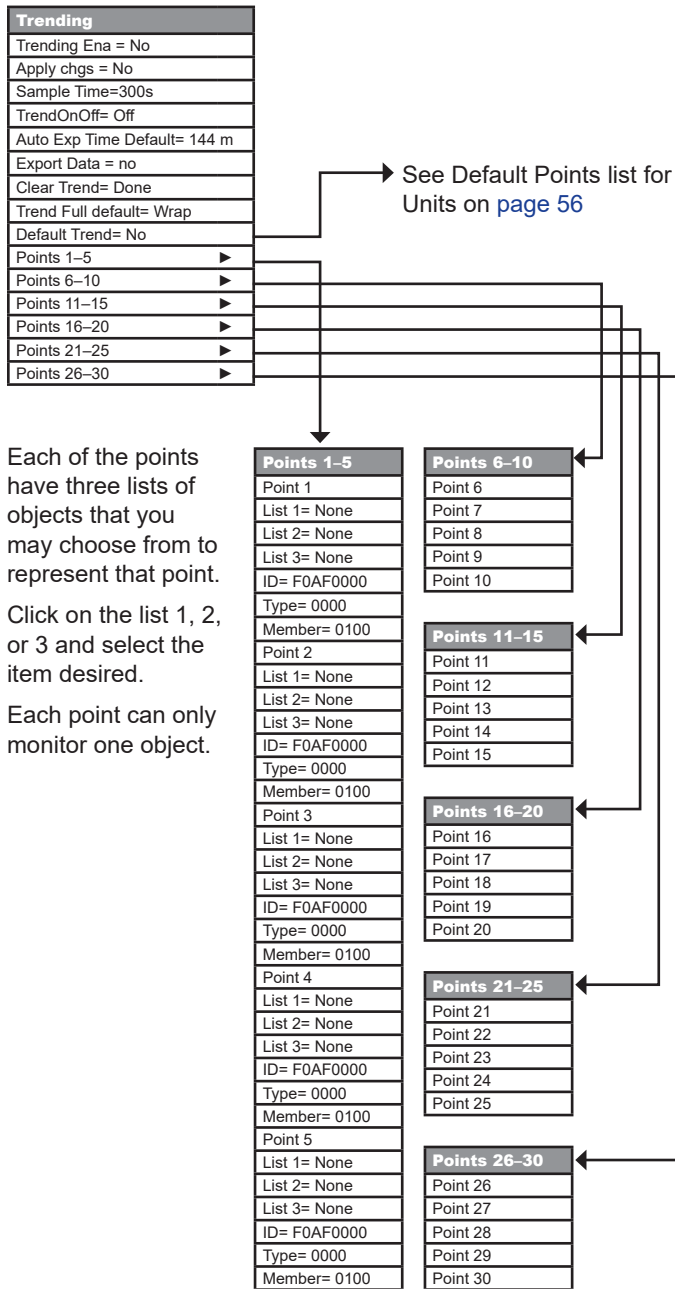 Trending
Trending Ena = No
Apply chgs = No
Sample Time=300s
TrendOnOff= Off
Auto Exp Time Default= 144 m
Export Data = no
Clear Trend= Done
Trend Full default= Wrap
Default Trend= No
Points 1–5 ►
Points 6–10 ►
Points 11–15 ►
Points 16–20 ►
Points 21–25 ►
Points 26–30 ►
See Default Points list for
Units on page 56
Each of the points
have three lists of
objects that you
may choose from to
represent that point.
Click on the list 1, 2,
or 3 and select the
item desired.
Each point can only
monitor one object.
Points 1–5
Point 1
List 1= None
List 2= None
List 3= None
ID= F0AF0000
Type= 0000
Member= 0100
Point 2
List 1= None
List 2= None
List 3= None
ID= F0AF0000
Type= 0000
Member= 0100
Point 3
List 1= None
List 2= None
List 3= None
ID= F0AF0000
Type= 0000
Member= 0100
Point 4
List 1= None
List 2= None
List 3= None
ID= F0AF0000
Type= 0000
Member= 0100
Point 5
List 1= None
List 2= None
List 3= None
ID= F0AF0000
Type= 0000
Member= 0100
Points 6–10
Point 6
Point 7
Point 8
Point 9
Point 10
Points 11–15
Point 11
Point 12
Point 13
Point 14
Point 15
Points 16–20
Point 16
Point 17
Point 18
Point 19
Point 20
Points 21–25
Point 21
Point 22
Point 23
Point 24
Point 25
Points 26–30
Point 26
Point 27
Point 28
Point 29
Point 30